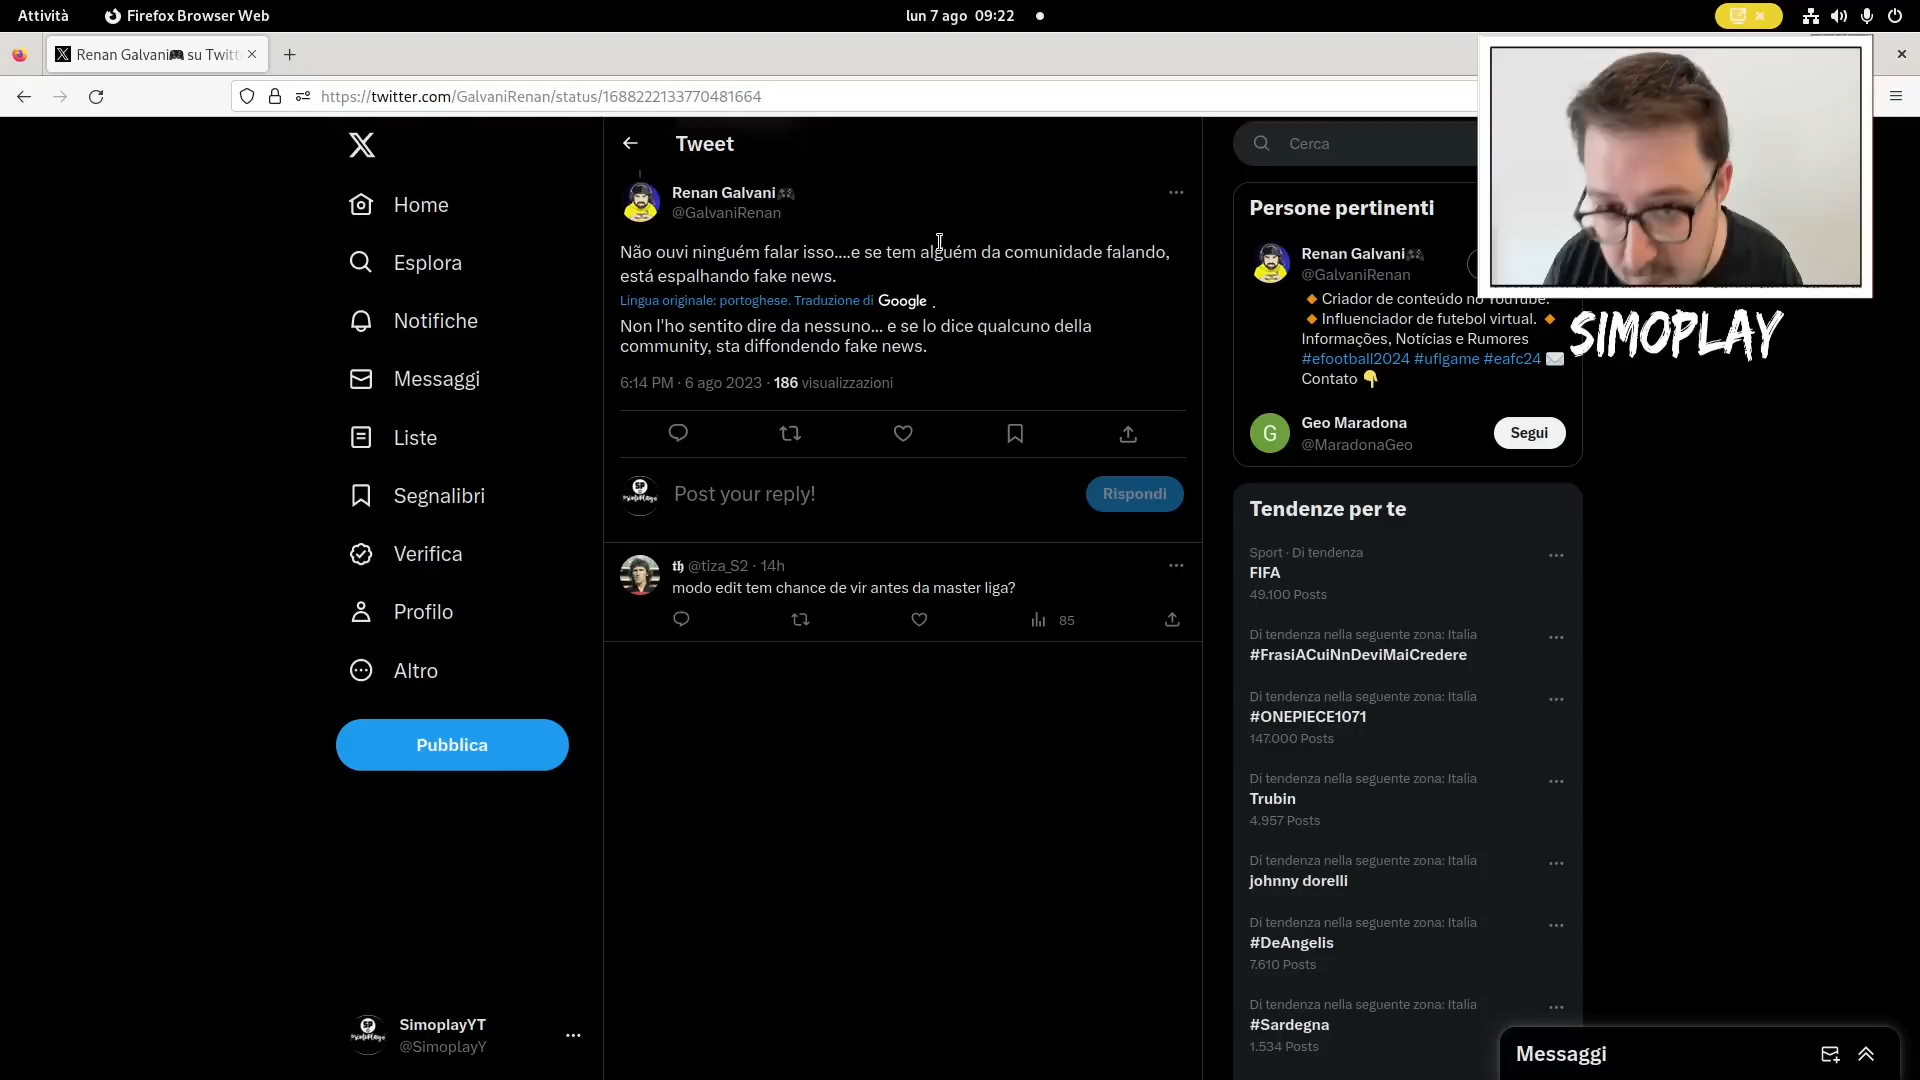 Attività
Firefox Browser Web
lun 7 ago 09:22
Renan Galvani🎮 su Twitt
https://twitter.com/GalvaniRenan/status/1688222133770481664
Home
Esplora
Notifiche
Messaggi
Liste
Segnalibri
Verifica
Profilo
Altro
Pubblica
SimoplayYT
@SimoplayY
Tweet
Renan Galvani🎮
@GalvaniRenan
Não ouvi ninguém falar isso....e se tem alguém da comunidade falando,
está espalhando fake news.
Lingua originale: portoghese. Traduzione di Google .
Non l'ho sentito dire da nessuno... e se lo dice qualcuno della
community, sta diffondendo fake news.
6:14 PM · 6 ago 2023 · 186 visualizzazioni
Post your reply!
Rispondi
@tiza_S2 · 14h
modo edit tem chance de vir antes da master liga?
85
Cerca
Persone pertinenti
Renan Galvani🎮
@GalvaniRenan
🔸Criador de conteúdo no YouTube.
🔸Influenciador de futebol virtual. 🔸
Informações, Notícias e Rumores
#efootball2024 #uflgame #eafc24 ✉️
Contato 👇
G
Geo Maradona
@MaradonaGeo
Segui
SIMOPLAY
Tendenze per te
Sport · Di tendenza
FIFA
49.100 Posts
Di tendenza nella seguente zona: Italia
#FrasiACuiNnDeviMaiCredere
Di tendenza nella seguente zona: Italia
#ONEPIECE1071
147.000 Posts
Di tendenza nella seguente zona: Italia
Trubin
4.957 Posts
Di tendenza nella seguente zona: Italia
johnny dorelli
Di tendenza nella seguente zona: Italia
#DeAngelis
7.610 Posts
Di tendenza nella seguente zona: Italia
#Sardegna
1.534 Posts
Messaggi